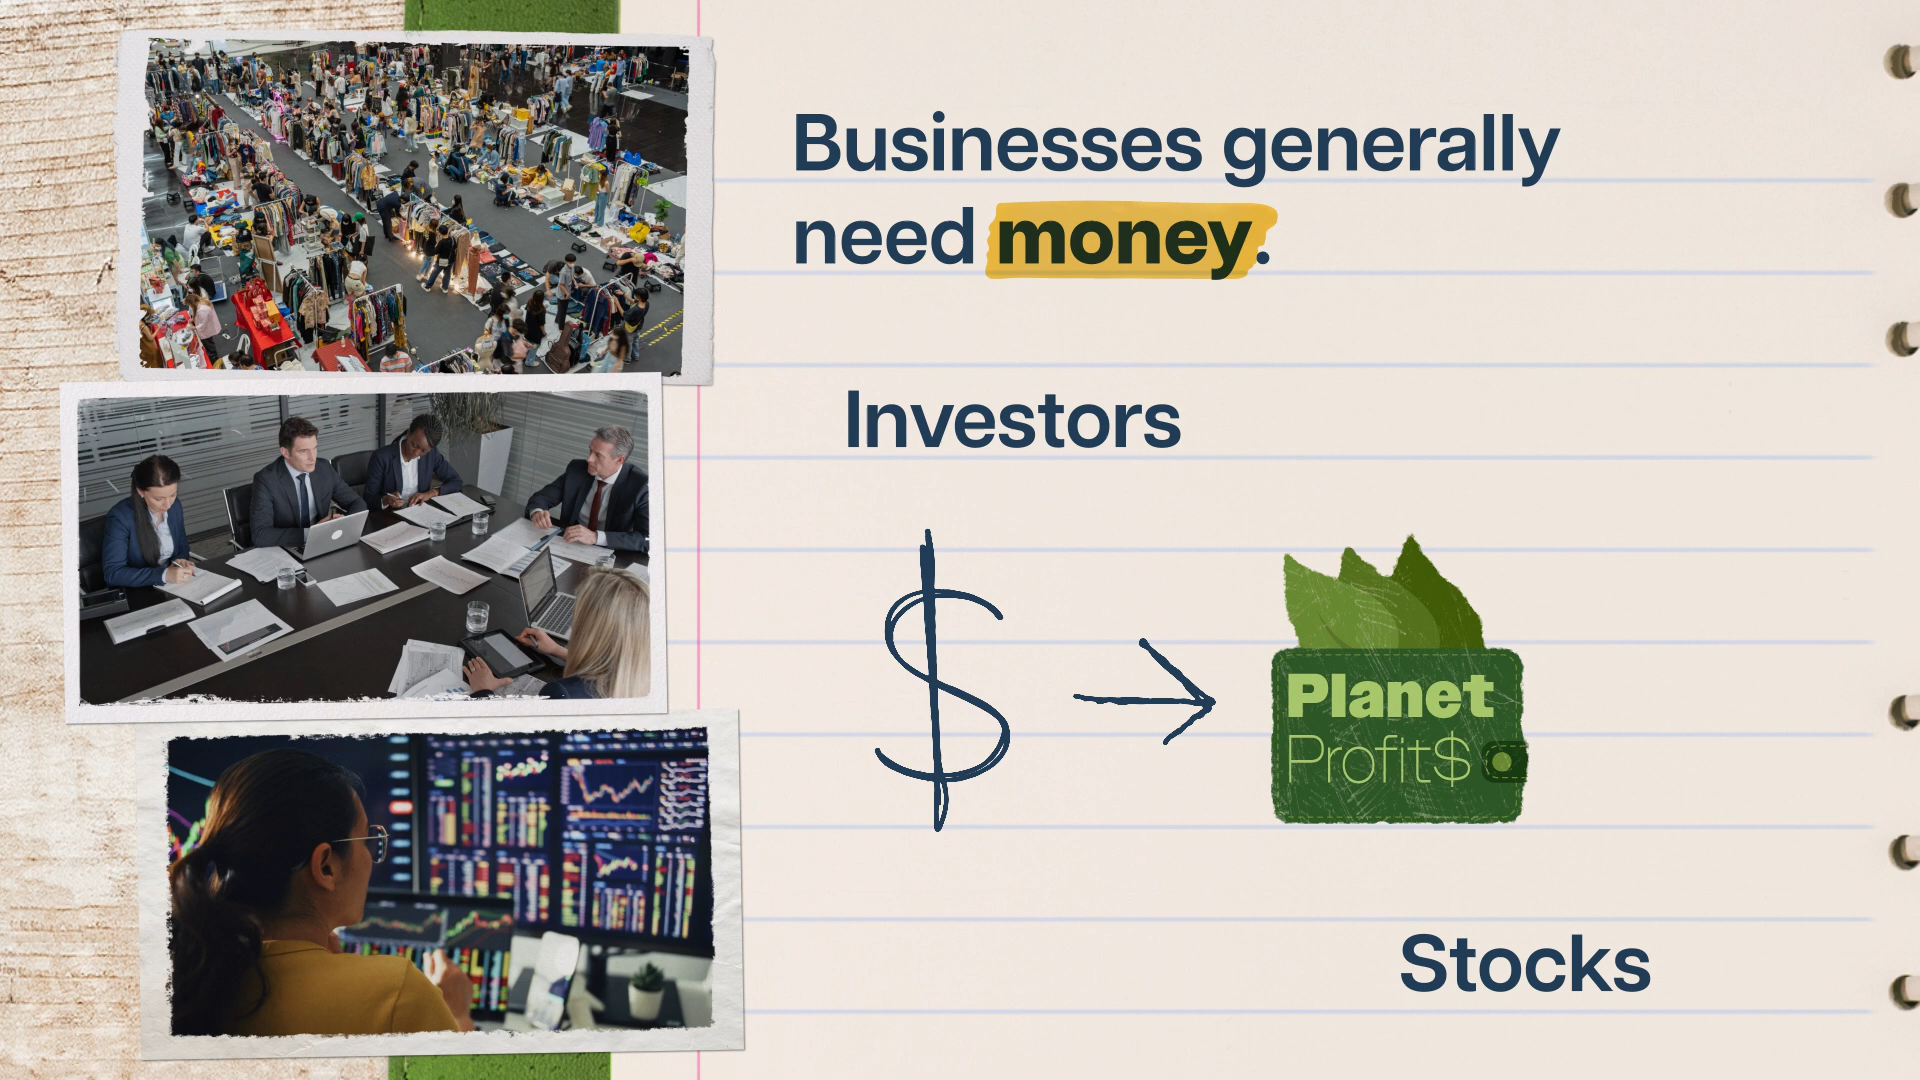 Businesses generally
need money.
Investors
$
Planet
Profit$
Stocks